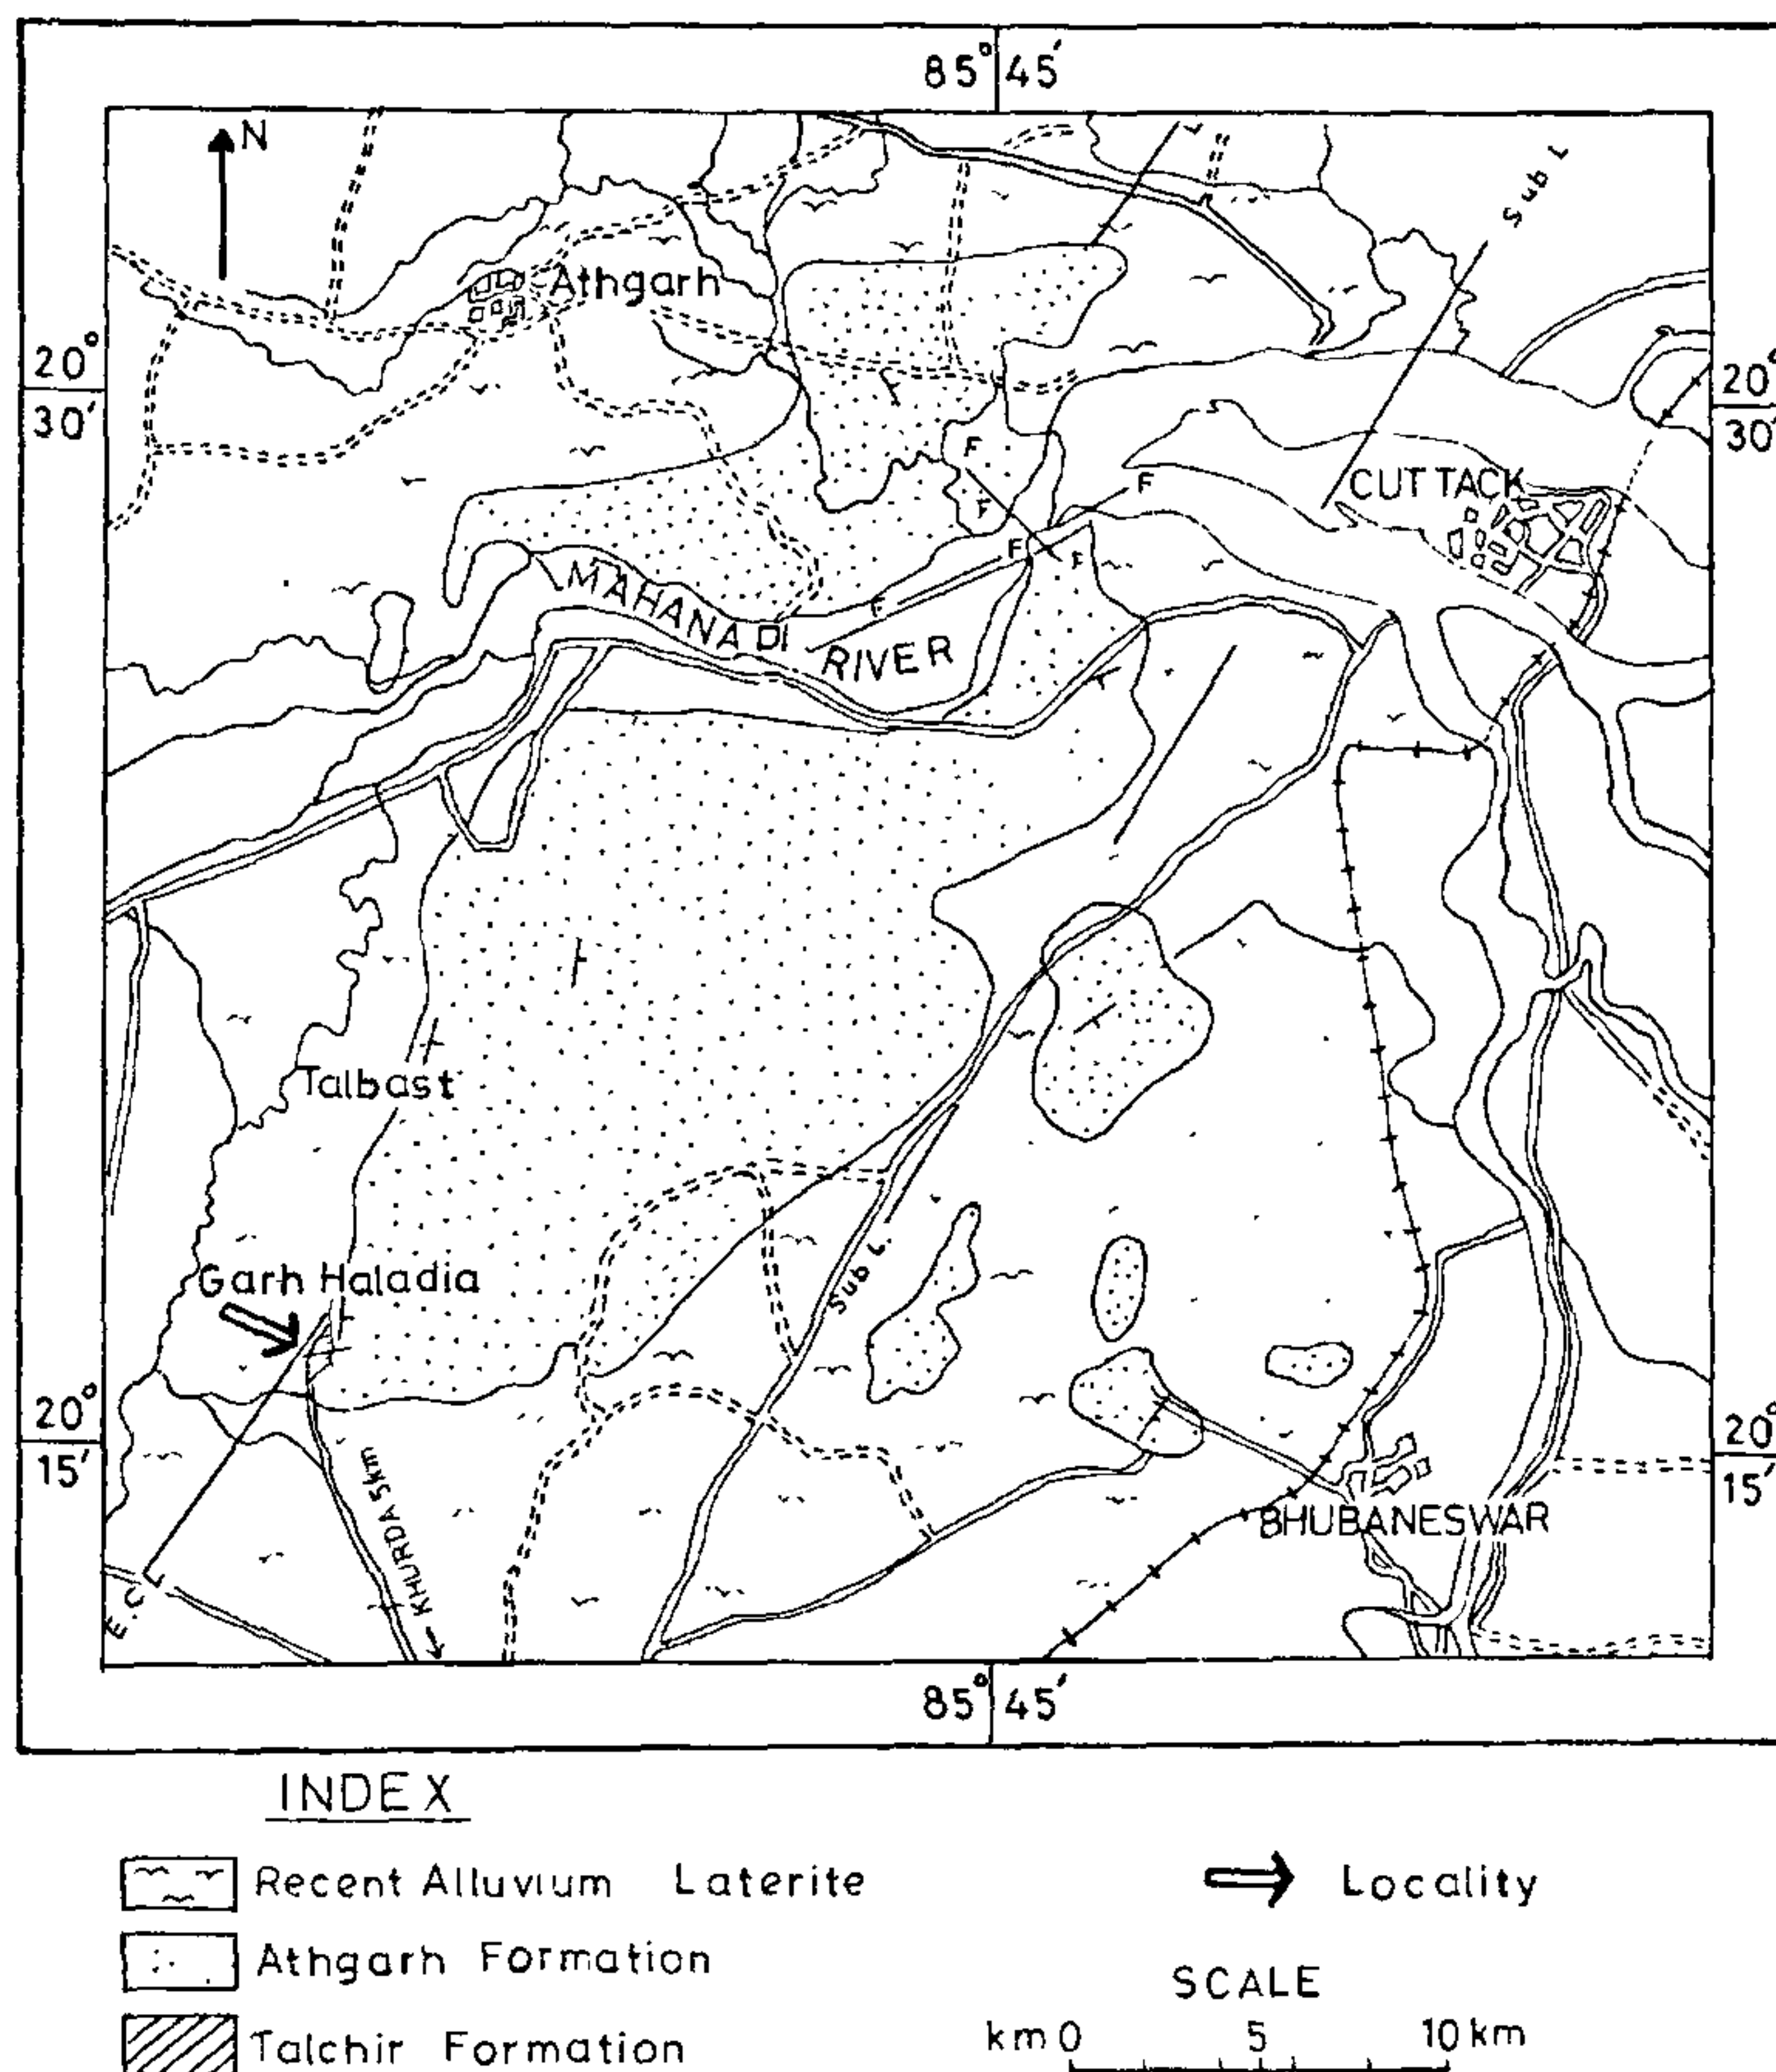 85° 45′
N
Sub L
Athgarh
20° 30′
20° 30′
F
F
F
CUTTACK
F
F
F
MAHANADI RIVER
Talbast
Garh Haladia
Sub L.
20° 15′
20° 15′
KHURDA 5km
BHUBANESWAR
E.G.
85° 45′
INDEX
Recent Alluvium Laterite
Locality
Athgarh Formation
SCALE
Talchir Formation
km 0 5 10 km